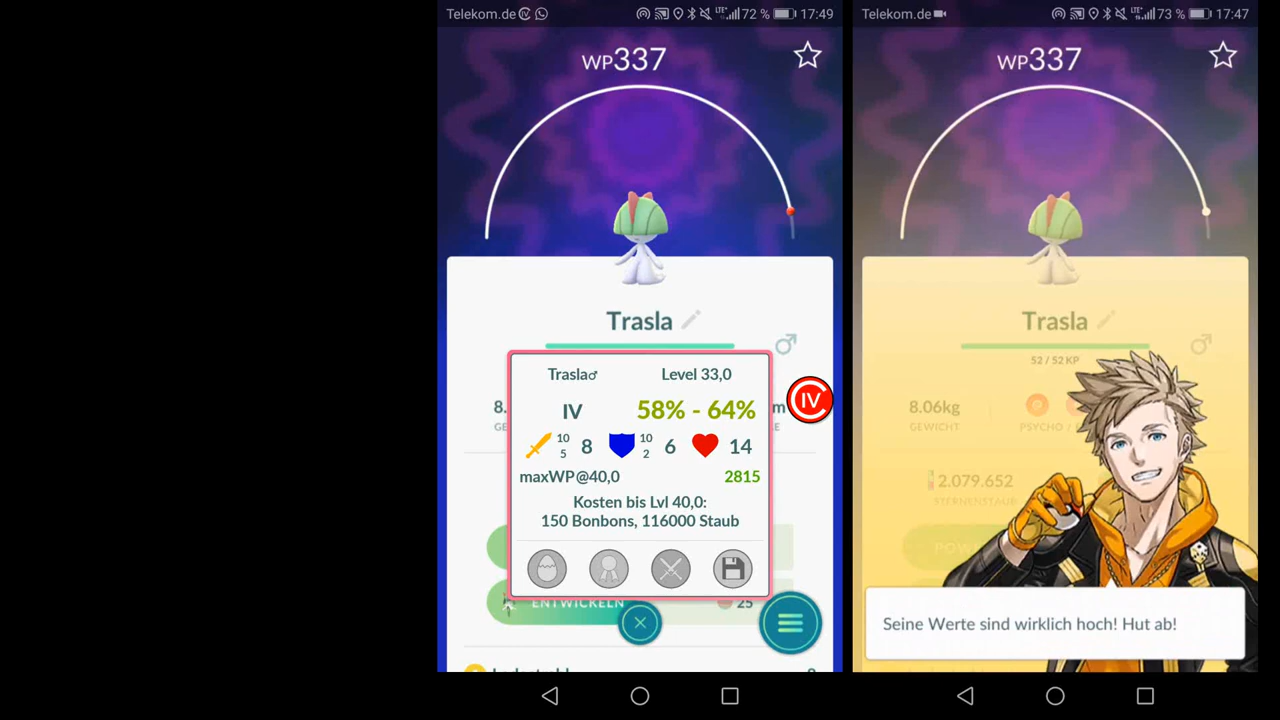 Telekom.de
72 % 17:49
WP337
Trasla
Trasla♂ Level 33,0
IV 58% - 64%
10
5 8
10
2 6
14
maxWP@40,0 2815
Kosten bis Lvl 40,0:
150 Bonbons, 116000 Staub
8.
m
IV
ENTWICKELN 25
Telekom.de
73 % 17:47
WP337
Trasla
52 / 52 KP
8.06kg
GEWICHT
PSYCHO /
2.079.652
STERNENSTAUB
Seine Werte sind wirklich hoch! Hut ab!